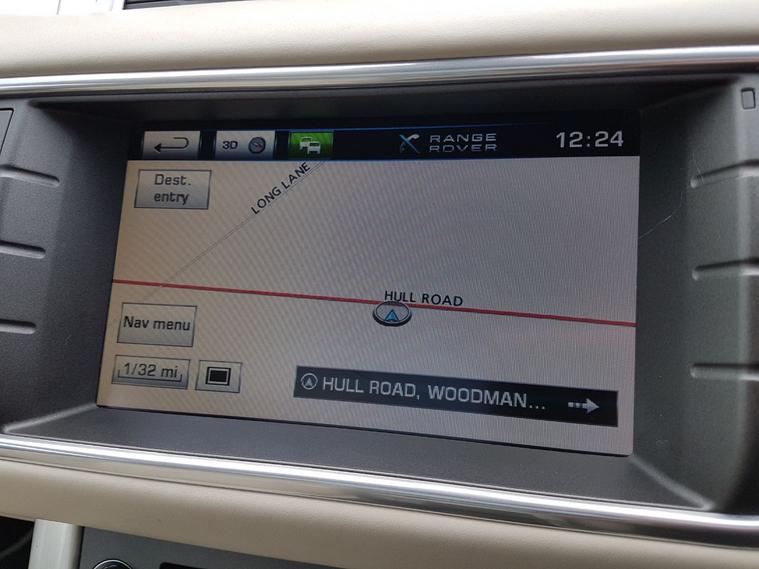 3D
RANGE
ROVER
12:24
Dest.
entry
LONG LANE
HULL ROAD
Nav menu
1/32 mi
HULL ROAD, WOODMAN...